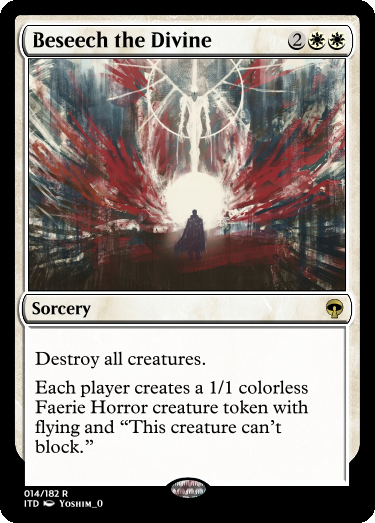 Beseech the Divine 2
Sorcery
Destroy all creatures.
Each player creates a 1/1 colorless
Faerie Horror creature token with
flying and “This creature can’t
block.”
014/182 R
ITD Yoshim_0